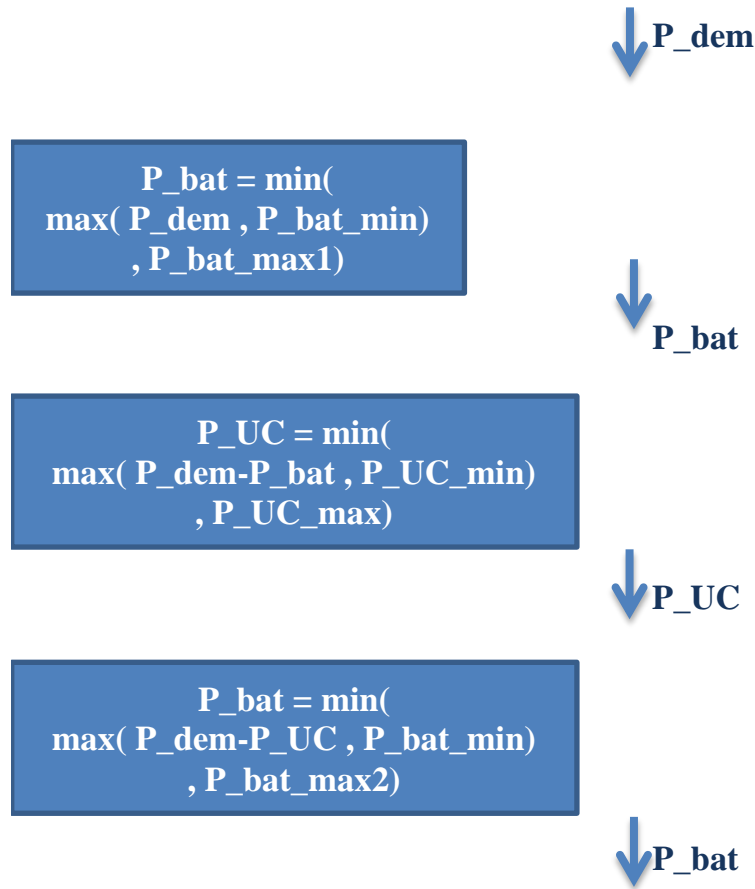 P_dem
P_bat = min(
max( P_dem , P_bat_min)
, P_bat_max1)
P_bat
P_UC = min(
max( P_dem-P_bat , P_UC_min)
, P_UC_max)
P_UC
P_bat = min(
max( P_dem-P_UC , P_bat_min)
, P_bat_max2)
P_bat